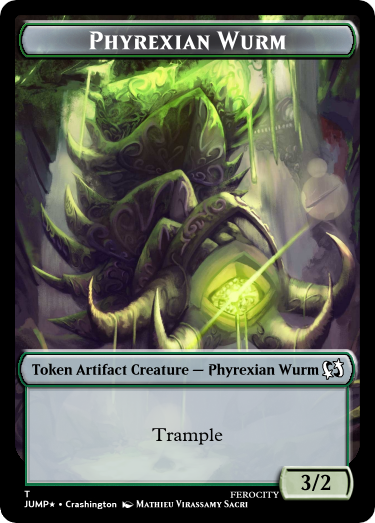 Phyrexian Wurm
Token Artifact Creature — Phyrexian Wurm
Trample
3/2
T
FEROCITY
JUMP★ • Crashington Mathieu Virassamy Sacri